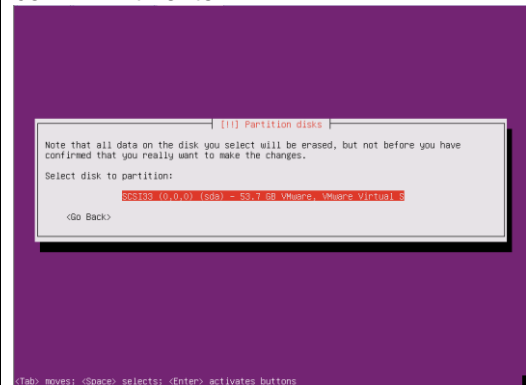 [!!] Partition disks
Note that all data on the disk you select will be erased, but not before you have
confirmed that you really want to make the changes.
Select disk to partition:
SCSI33 (0,0,0) (sda) - 53.7 GB VMware, VMware Virtual S
<Go Back>
<Tab> moves; <Space> selects; <Enter> activates buttons